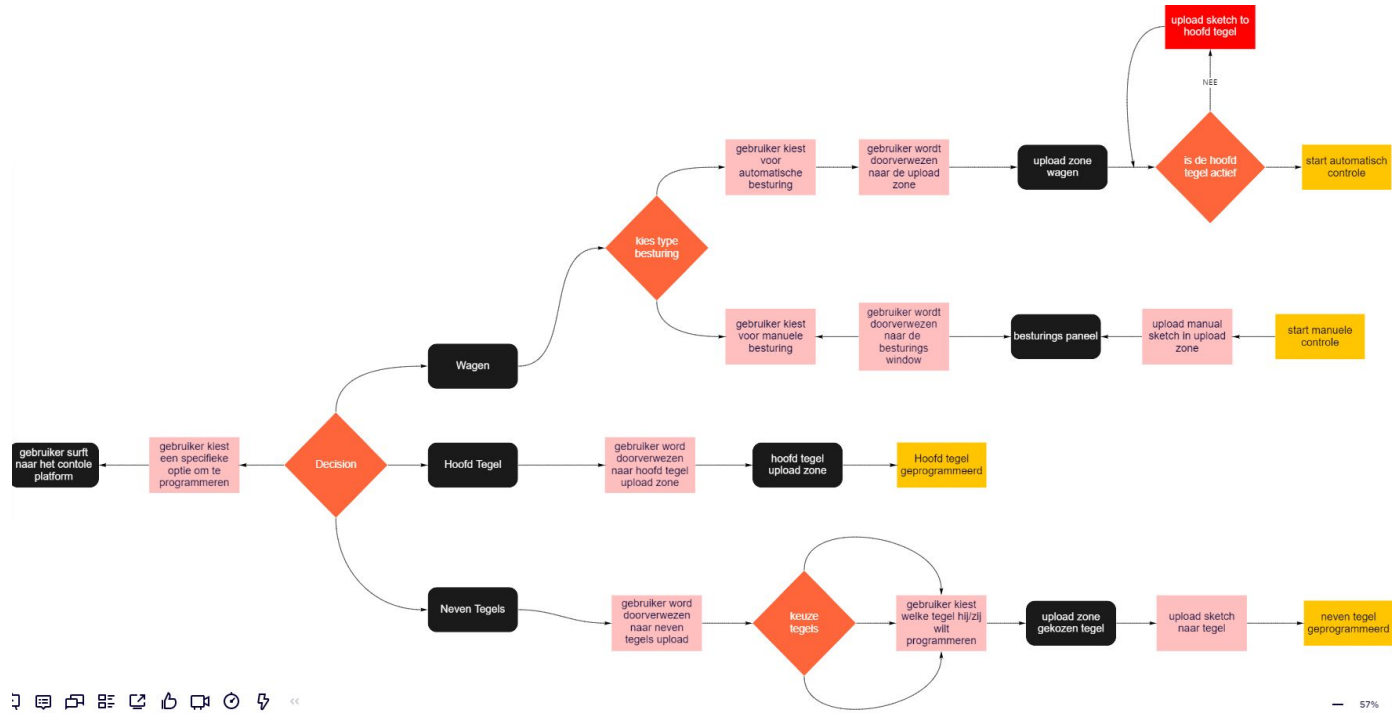 upload sketch to
hoofd tegel
NEE
gebruiker kiest
voor
automatische
besturing
gebruiker wordt
doorverwezen
naar de upload
zone
upload zone
wagen
is de hoofd
tegel actief
start automatisch
controle
kies type
besturing
gebruiker kiest
voor manuele
besturing
gebruiker wordt
doorverwezen
naar de
besturings
window
besturings paneel
upload manual
sketch in upload
zone
start manuele
controle
Wagen
gebruiker surft
naar het contole
platform
gebruiker kiest
een specifieke
optie om te
programmeren
Decision
Hoofd Tegel
gebruiker word
doorverwezen
naar hoofd tegel
upload zone
hoofd tegel
upload zone
Hoofd tegel
geprogrammeerd
Neven Tegels
gebruiker word
doorverwezen
naar neven
tegels upload
keuze
tegels
gebruiker kiest
welke tegel hij/zij
wilt
programmeren
upload zone
gekozen tegel
upload sketch
naar tegel
neven tegel
geprogrammeerd
57%